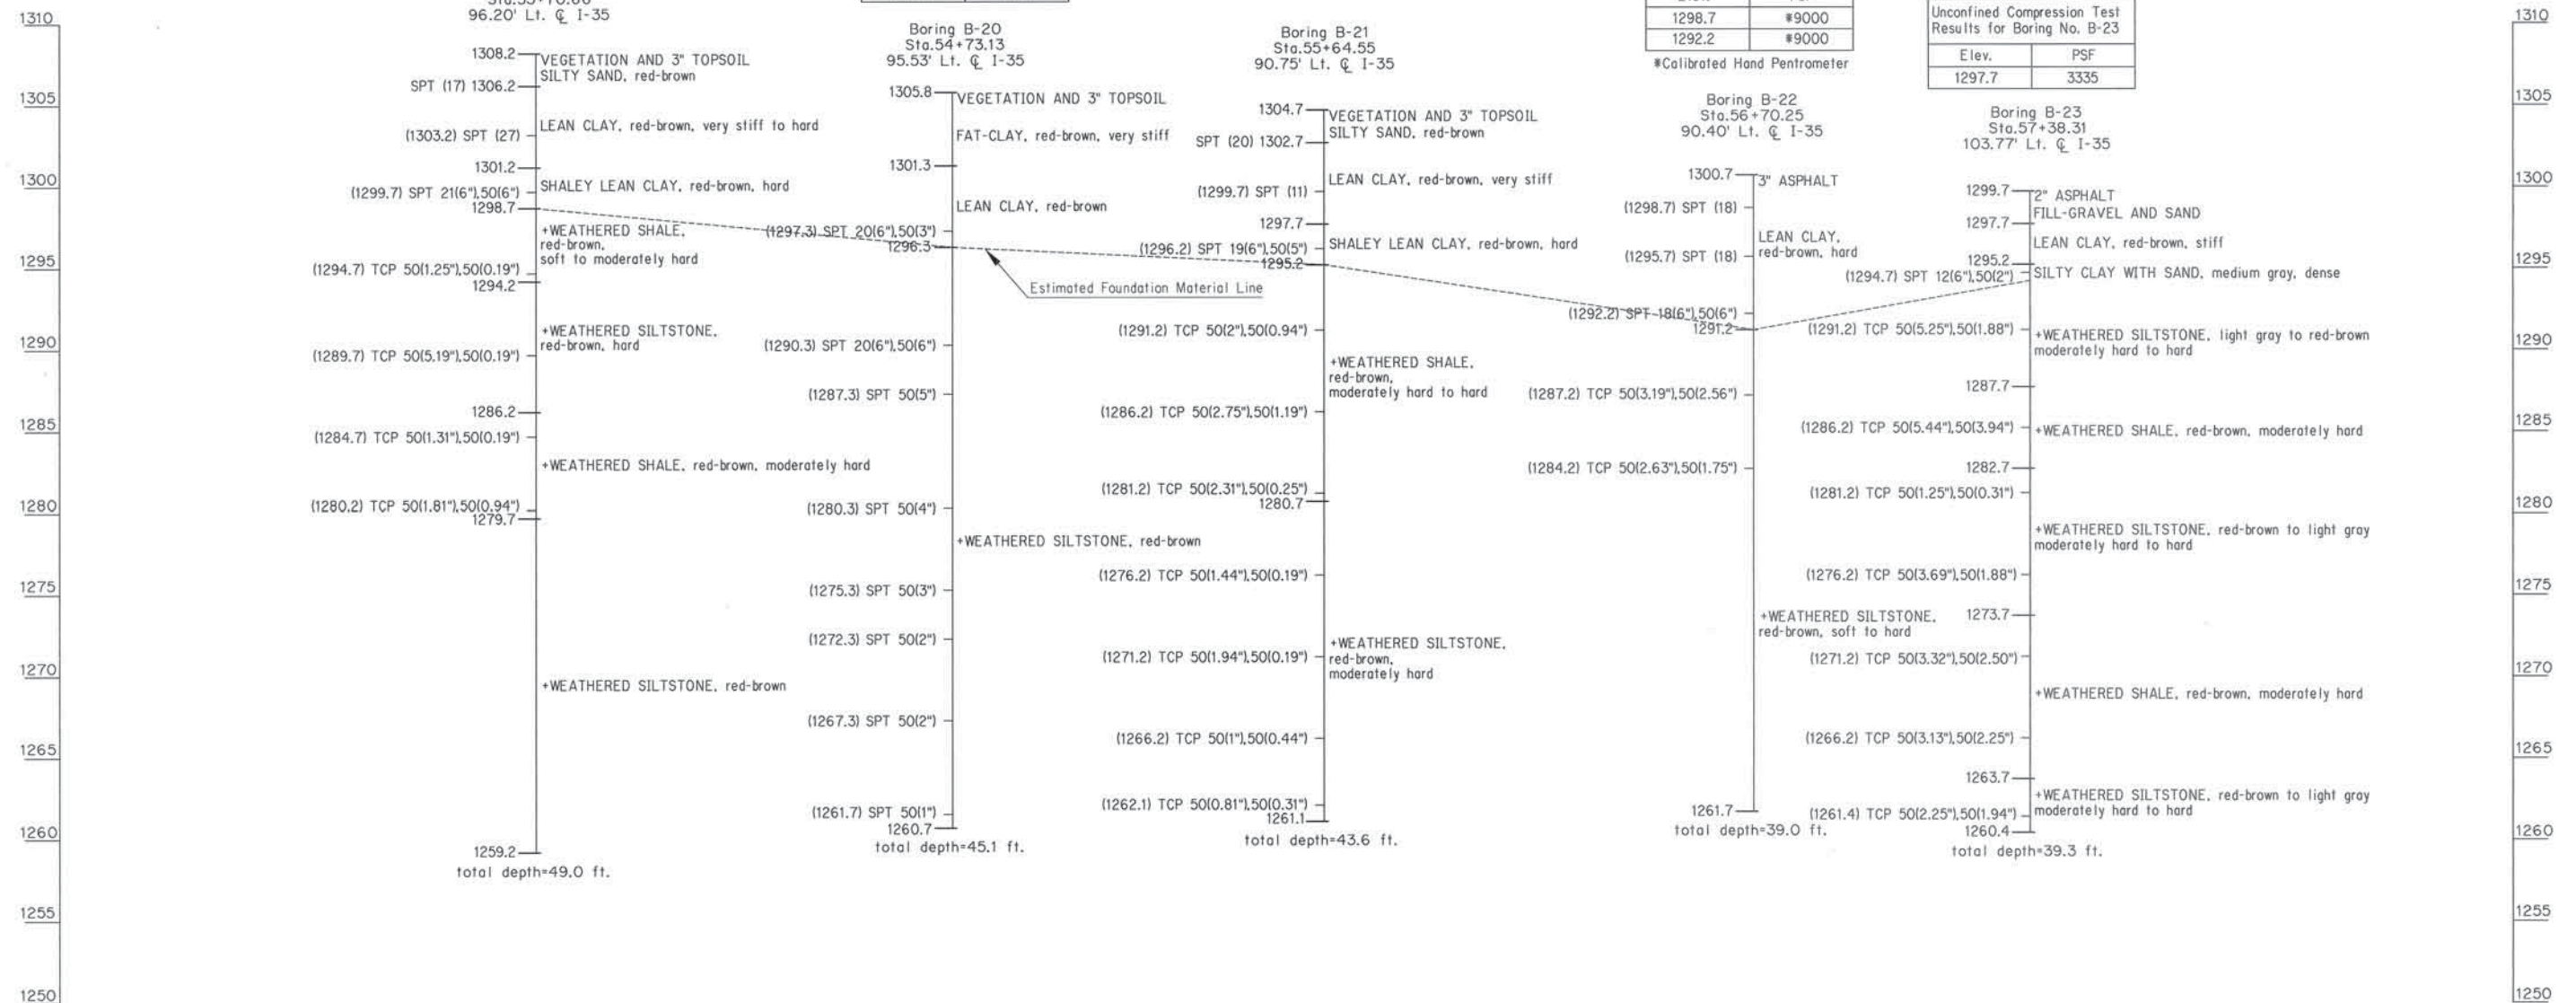 96.20' Lt. ℄ I-35
1308.2
VEGETATION AND 3" TOPSOIL
SILTY SAND, red-brown
SPT (17) 1306.2
(1303.2) SPT (27)
LEAN CLAY, red-brown, very stiff to hard
1301.2
(1299.7) SPT 21(6"),50(6")
SHALEY LEAN CLAY, red-brown, hard
1298.7
+WEATHERED SHALE,
red-brown,
soft to moderately hard
(1294.7) TCP 50(1.25"),50(0.19")
1294.2
+WEATHERED SILTSTONE,
red-brown, hard
(1289.7) TCP 50(5.19"),50(0.19")
1286.2
(1284.7) TCP 50(1.31"),50(0.19")
+WEATHERED SHALE, red-brown, moderately hard
(1280.2) TCP 50(1.81"),50(0.94")
1279.7
+WEATHERED SILTSTONE, red-brown
1259.2
total depth=49.0 ft.
Boring B-20
Sta.54+73.13
95.53' Lt. ℄ I-35
1305.8
VEGETATION AND 3" TOPSOIL
FAT-CLAY, red-brown, very stiff
1301.3
LEAN CLAY, red-brown
(1297.3) SPT 20(6"),50(3")
1296.3
Estimated Foundation Material Line
(1290.3) SPT 20(6"),50(6")
(1287.3) SPT 50(5")
(1280.3) SPT 50(4")
+WEATHERED SILTSTONE, red-brown
(1275.3) SPT 50(3")
(1272.3) SPT 50(2")
(1267.3) SPT 50(2")
(1261.7) SPT 50(1")
1260.7
total depth=45.1 ft.
Boring B-21
Sta.55+64.55
90.75' Lt. ℄ I-35
1304.7
VEGETATION AND 3" TOPSOIL
SILTY SAND, red-brown
SPT (20) 1302.7
LEAN CLAY, red-brown, very stiff
(1299.7) SPT (11)
1297.7
(1296.2) SPT 19(6"),50(5")
SHALEY LEAN CLAY, red-brown, hard
1295.2
(1291.2) TCP 50(2"),50(0.94")
+WEATHERED SHALE,
red-brown,
moderately hard to hard
(1286.2) TCP 50(2.75"),50(1.19")
(1281.2) TCP 50(2.31"),50(0.25")
1280.7
(1276.2) TCP 50(1.44"),50(0.19")
+WEATHERED SILTSTONE,
red-brown,
moderately hard
(1271.2) TCP 50(1.94"),50(0.19")
(1266.2) TCP 50(1"),50(0.44")
(1262.1) TCP 50(0.81"),50(0.31")
1261.1
total depth=43.6 ft.
1298.7 #9000
1292.2 #9000
#Calibrated Hand Pentrometer
Boring B-22
Sta.56+70.25
90.40' Lt. ℄ I-35
1300.7
3" ASPHALT
(1298.7) SPT (18)
LEAN CLAY,
red-brown, hard
(1295.7) SPT (18)
(1292.2) SPT 18(6"),50(6")
1291.2
(1287.2) TCP 50(3.19"),50(2.56")
(1284.2) TCP 50(2.63"),50(1.75")
+WEATHERED SILTSTONE,
red-brown, soft to hard
1261.7
total depth=39.0 ft.
Unconfined Compression Test
Results for Boring No. B-23
Elev. PSF
1297.7 3335
Boring B-23
Sta.57+38.31
103.77' Lt. ℄ I-35
1299.7
2" ASPHALT
FILL-GRAVEL AND SAND
1297.7
LEAN CLAY, red-brown, stiff
1295.2
(1294.7) SPT 12(6"),50(2")
SILTY CLAY WITH SAND, medium gray, dense
(1291.2) TCP 50(5.25"),50(1.88")
+WEATHERED SILTSTONE, light gray to red-brown
moderately hard to hard
1287.7
(1286.2) TCP 50(5.44"),50(3.94")
+WEATHERED SHALE, red-brown, moderately hard
1282.7
(1281.2) TCP 50(1.25"),50(0.31")
+WEATHERED SILTSTONE, red-brown to light gray
moderately hard to hard
(1276.2) TCP 50(3.69"),50(1.88")
1273.7
(1271.2) TCP 50(3.32"),50(2.50")
+WEATHERED SHALE, red-brown, moderately hard
(1266.2) TCP 50(3.13"),50(2.25")
1263.7
+WEATHERED SILTSTONE, red-brown to light gray
moderately hard to hard
(1261.4) TCP 50(2.25"),50(1.94")
1260.4
total depth=39.3 ft.
1310
1305
1300
1295
1290
1285
1280
1275
1270
1265
1260
1255
1250
1310
1305
1300
1295
1290
1285
1280
1275
1270
1265
1260
1255
1250